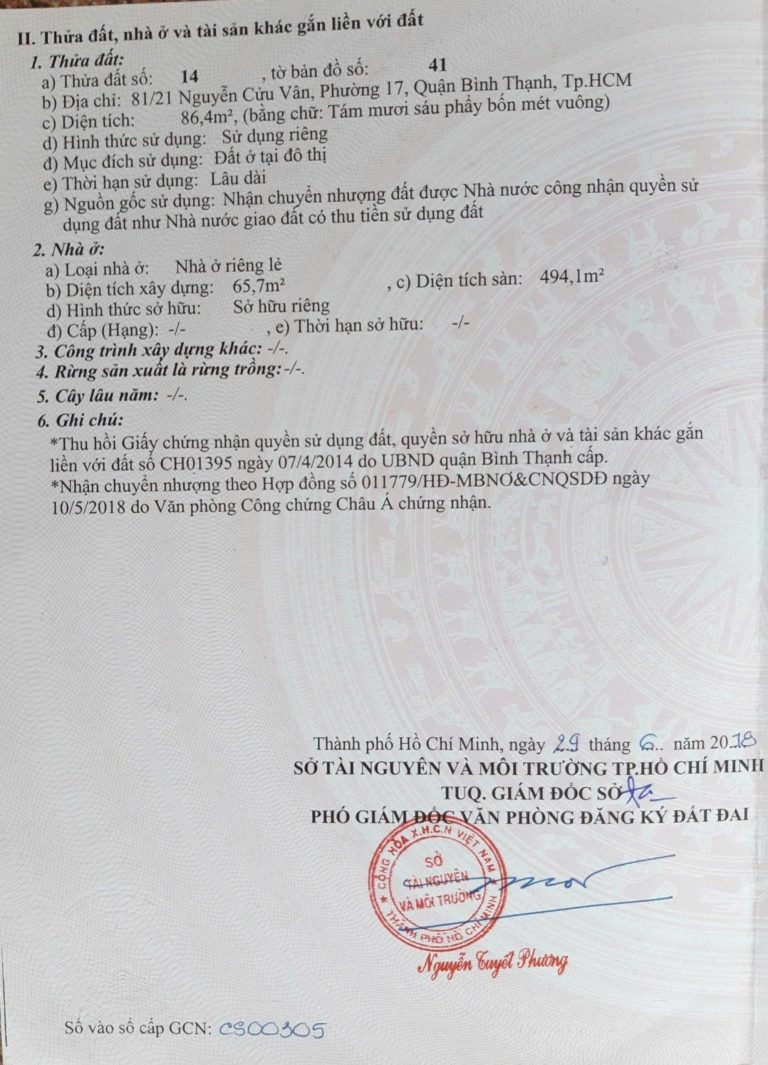 II. Thửa đất, nhà ở và tài sản khác gắn liền với đất
1. Thửa đất:
a) Thửa đất số: 14 , tờ bản đồ số: 41
b) Địa chỉ: 81/21 Nguyễn Cửu Vân, Phường 17, Quận Bình Thạnh, Tp.HCM
c) Diện tích: 86,4m², (bằng chữ: Tám mươi sáu phẩy bốn mét vuông)
d) Hình thức sử dụng: Sử dụng riêng
đ) Mục đích sử dụng: Đất ở tại đô thị
e) Thời hạn sử dụng: Lâu dài
g) Nguồn gốc sử dụng: Nhận chuyển nhượng đất được Nhà nước công nhận quyền sử
dụng đất như Nhà nước giao đất có thu tiền sử dụng đất
2. Nhà ở:
a) Loại nhà ở: Nhà ở riêng lẻ
b) Diện tích xây dựng: 65,7m² , c) Diện tích sàn: 494,1m²
d) Hình thức sở hữu: Sở hữu riêng
đ) Cấp (Hạng): -/- , e) Thời hạn sở hữu: -/-
3. Công trình xây dựng khác: -/-.
4. Rừng sản xuất là rừng trồng: -/-.
5. Cây lâu năm: -/-.
6. Ghi chú:
*Thu hồi Giấy chứng nhận quyền sử dụng đất, quyền sở hữu nhà ở và tài sản khác gắn
liền với đất số CH01395 ngày 07/4/2014 do UBND quận Bình Thạnh cấp.
*Nhận chuyển nhượng theo Hợp đồng số 011779/HĐ-MBNƠ&CNQSDĐ ngày
10/5/2018 do Văn phòng Công chứng Châu Á chứng nhận.
Thành phố Hồ Chí Minh, ngày 29 tháng 6.. năm 2018
SỞ TÀI NGUYÊN VÀ MÔI TRƯỜNG TP.HỒ CHÍ MINH
TUQ. GIÁM ĐỐC SỞ
PHÓ GIÁM ĐỐC VĂN PHÒNG ĐĂNG KÝ ĐẤT ĐAI
CỘNG HÒA X.H.C.N VIỆT NAM
SỞ
TÀI NGUYÊN
VÀ MÔI TRƯỜNG
THÀNH PHỐ HỒ CHÍ MINH
Nguyễn Tuyết Phương
Số vào sổ cấp GCN: CS00305